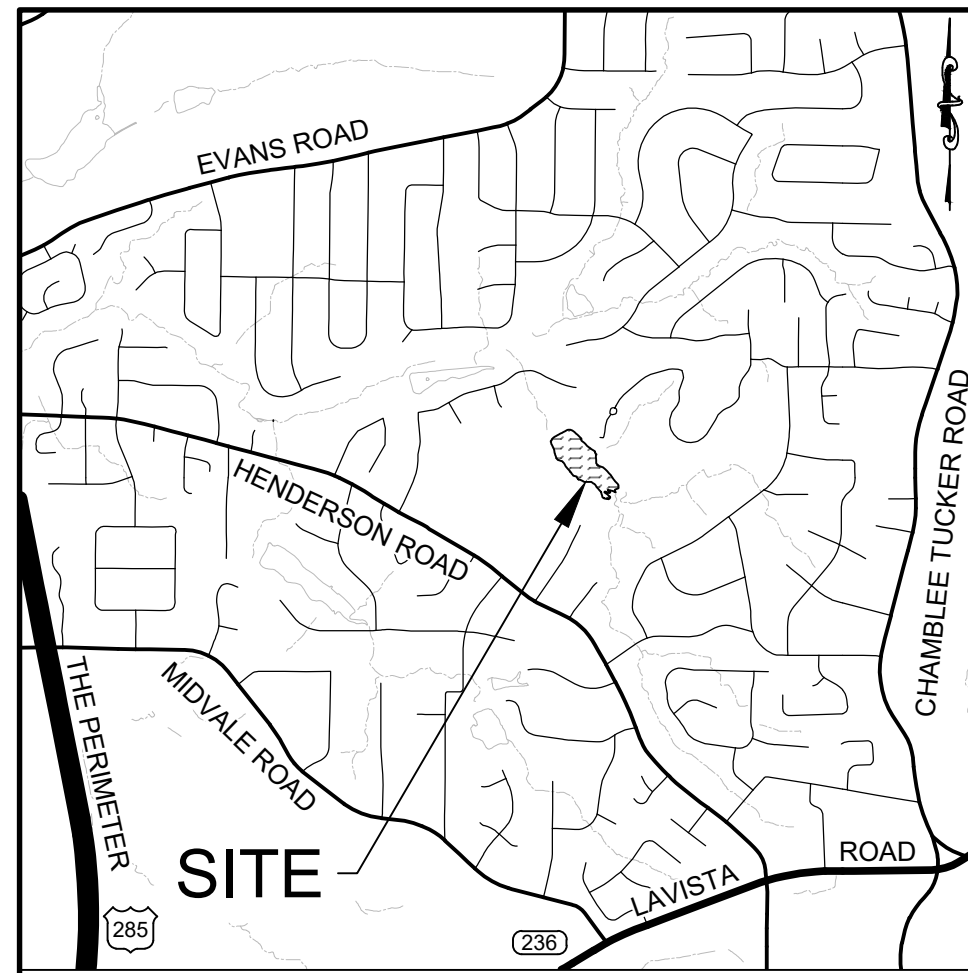 EVANS ROAD
CHAMBLEE TUCKER ROAD
HENDERSON ROAD
MIDVALE ROAD
THE PERIMETER
SITE
LAVISTA
ROAD
285
236